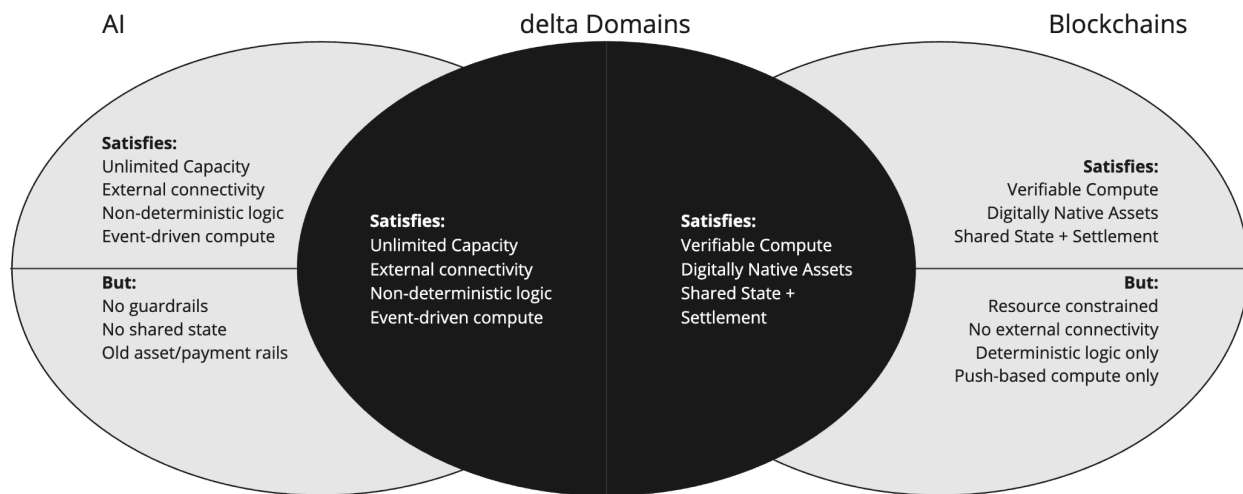 AI
delta Domains
Blockchains
Satisfies:
Unlimited Capacity
External connectivity
Non-deterministic logic
Event-driven compute
But:
No guardrails
No shared state
Old asset/payment rails
Satisfies:
Unlimited Capacity
External connectivity
Non-deterministic logic
Event-driven compute
Satisfies:
Verifiable Compute
Digitally Native Assets
Shared State +
Settlement
Satisfies:
Verifiable Compute
Digitally Native Assets
Shared State + Settlement
But:
Resource constrained
No external connectivity
Deterministic logic only
Push-based compute only